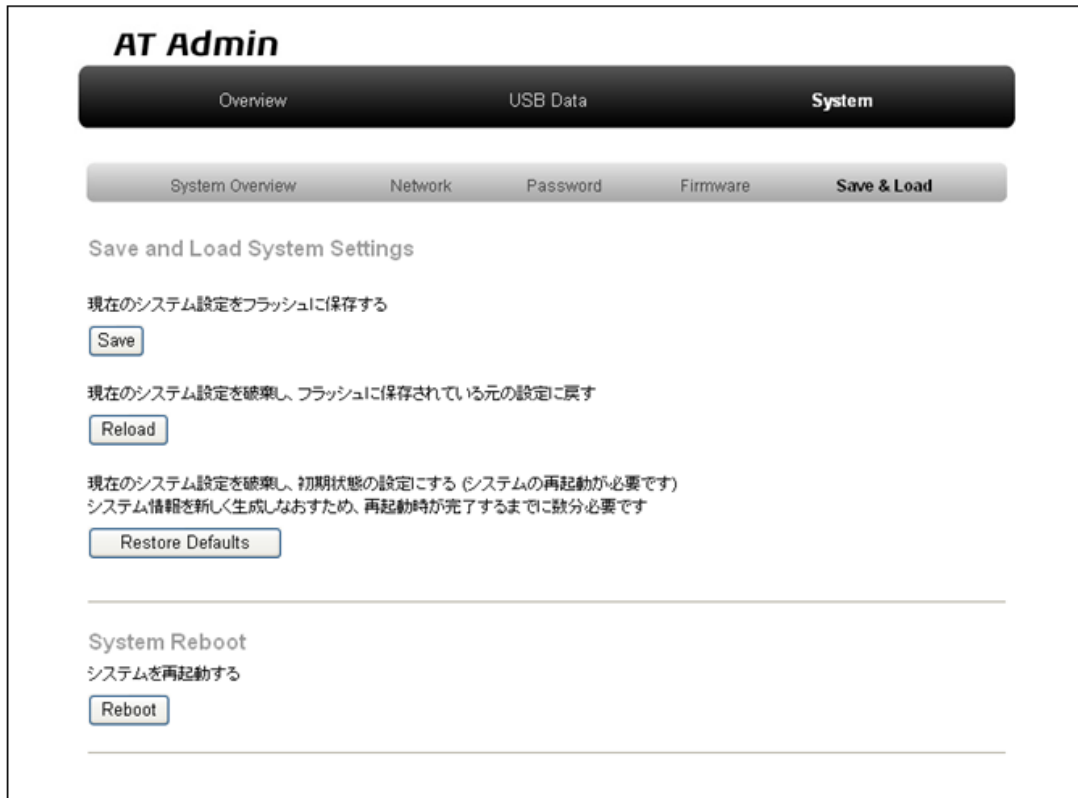 AT Admin
Overview USB Data System
System Overview Network Password Firmware Save & Load
Save and Load System Settings
現在のシステム設定をフラッシュに保存する
Save
現在のシステム設定を破棄し、フラッシュに保存されている元の設定に戻す
Reload
現在のシステム設定を破棄し、初期状態の設定にする (システムの再起動が必要です)
システム情報を新しく生成しなおすため、再起動時が完了するまでに数分必要です
Restore Defaults
System Reboot
システムを再起動する
Reboot